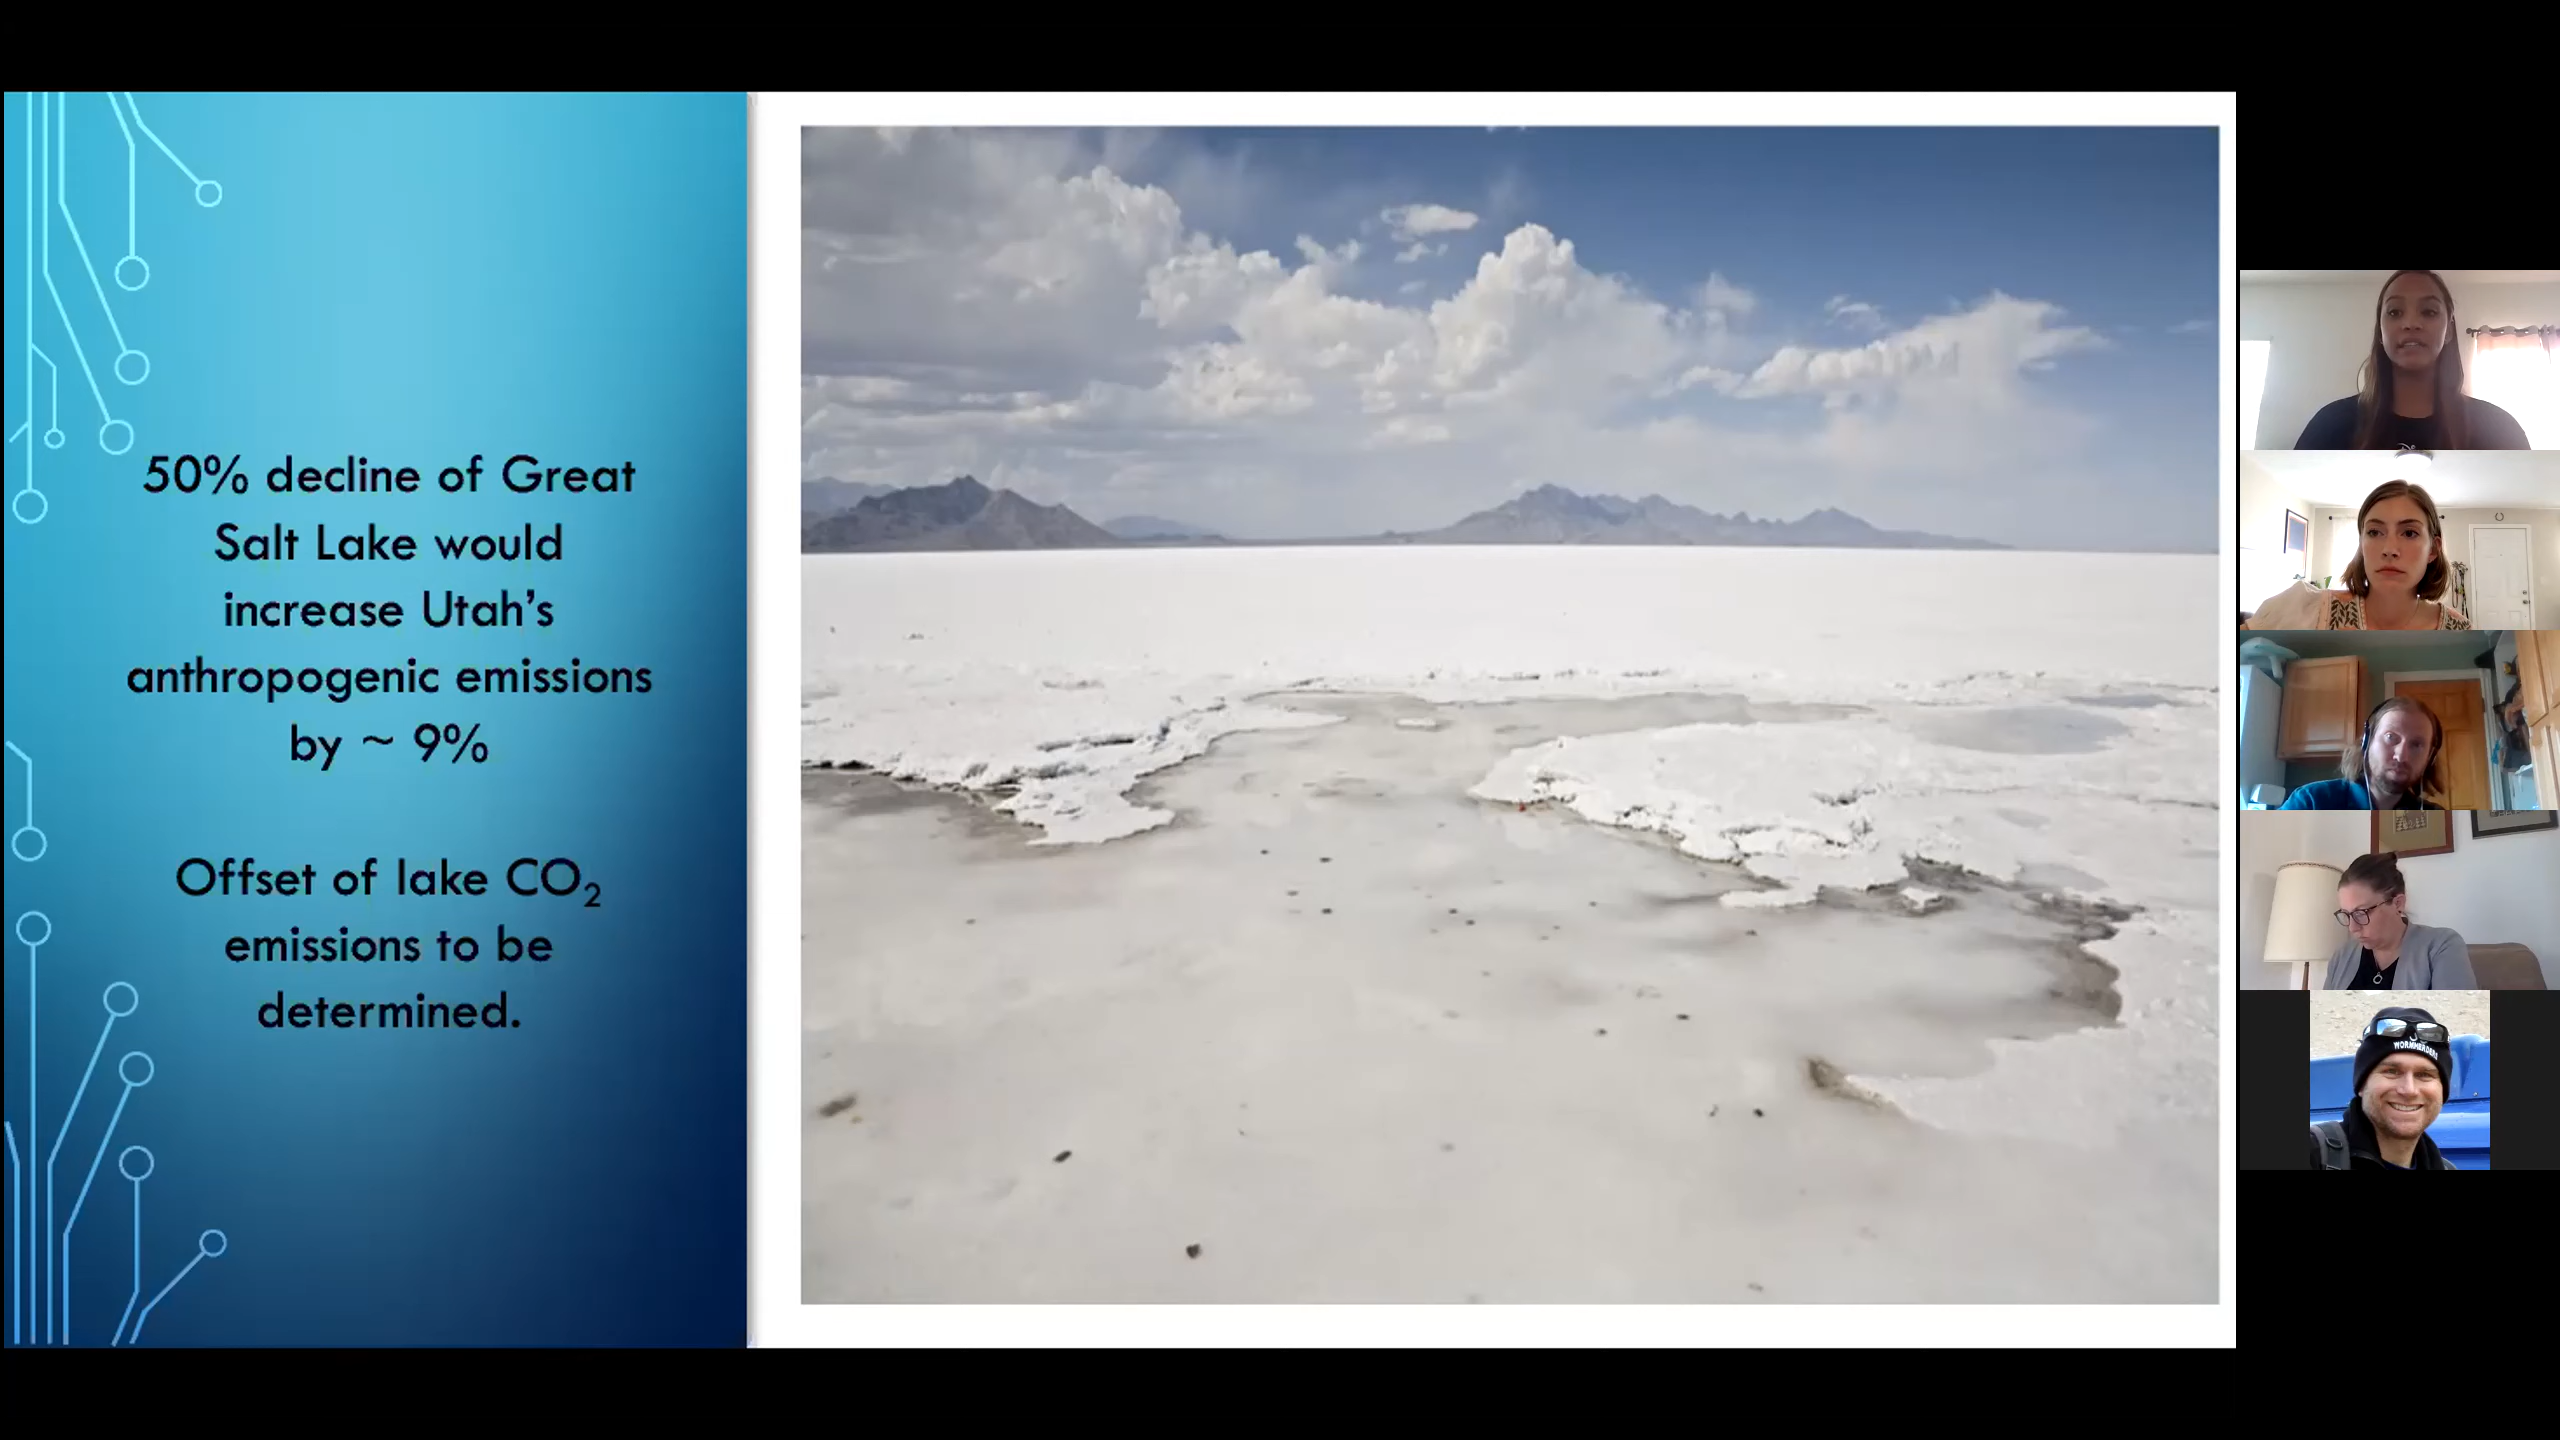 50% decline of Great
Salt Lake would
increase Utah's
anthropogenic emissions
by ~ 9%
Offset of lake CO₂
emissions to be
determined.